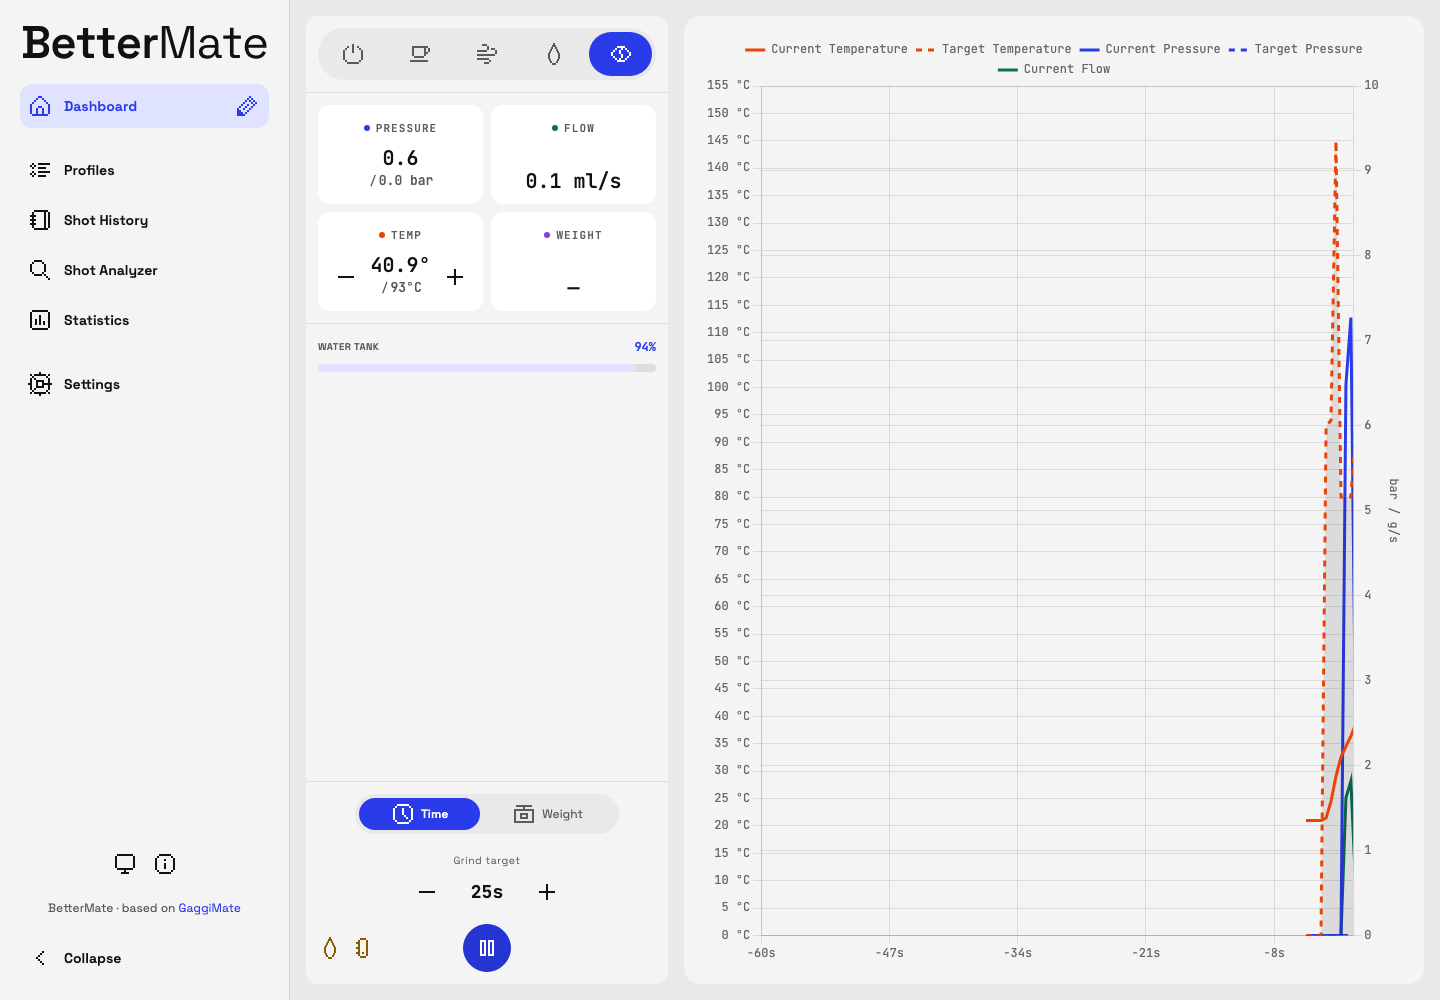 BetterMate
Dashboard
Profiles
Shot History
Shot Analyzer
Statistics
Settings
BetterMate · based on GaggiMate
Collapse
PRESSURE
0.6
/0.0 bar
FLOW
0.1 ml/s
TEMP
40.9°
/93°C
WEIGHT
–
WATER TANK 94%
Time Weight
Grind target
25s
Current Temperature Target Temperature Current Pressure Target Pressure
Current Flow
155 °C
150 °C
145 °C
140 °C
135 °C
130 °C
125 °C
120 °C
115 °C
110 °C
105 °C
100 °C
95 °C
90 °C
85 °C
80 °C
75 °C
70 °C
65 °C
60 °C
55 °C
50 °C
45 °C
40 °C
35 °C
30 °C
25 °C
20 °C
15 °C
10 °C
5 °C
0 °C
10
9
8
7
6
5
4
3
2
1
0
bar / g/s
-60s -47s -34s -21s -8s